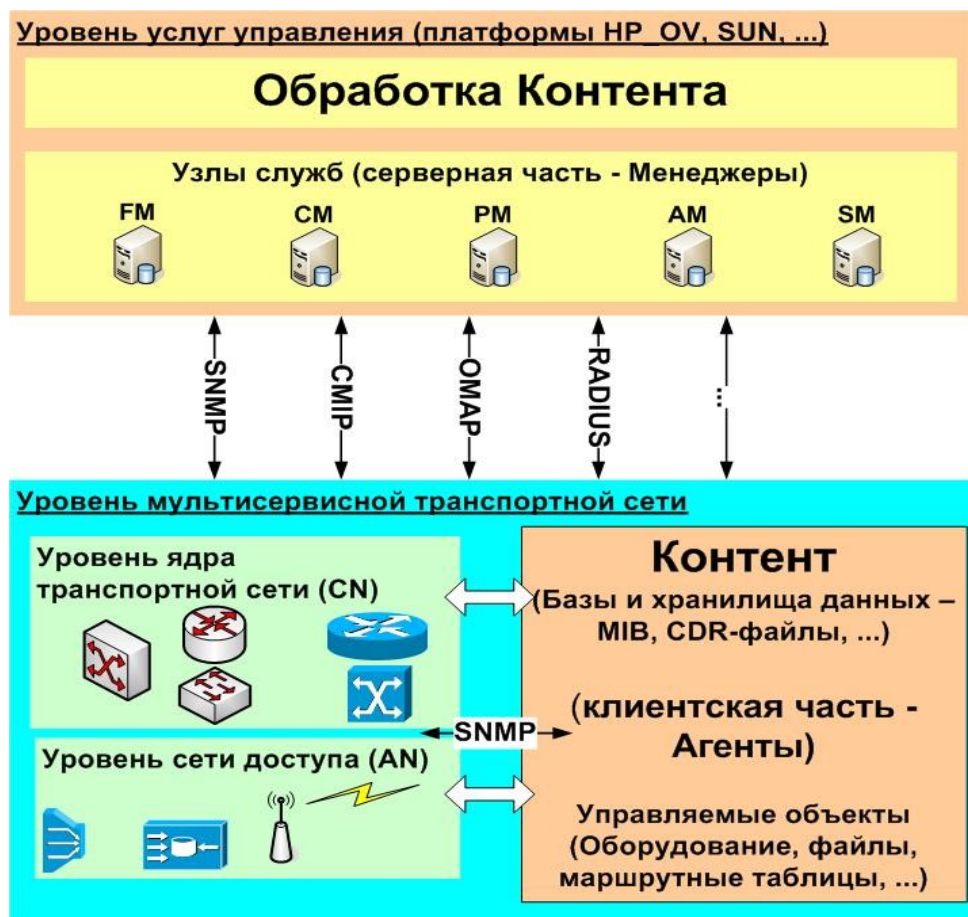 Уровень услуг управления (платформы HP_OV, SUN, ...)
Обработка Контента
Узлы служб (серверная часть - Менеджеры)
FM
CM
PM
AM
SM
SNMP
CMIP
OMAP
RADIUS
...
Уровень мультисервисной транспортной сети
Уровень ядра
транспортной сети (CN)
Контент
(Базы и хранилища данных –
MIB, CDR-файлы, ...)
(клиентская часть -
Агенты)
SNMP
Уровень сети доступа (AN)
Управляемые объекты
(Оборудование, файлы,
маршрутные таблицы, ...)